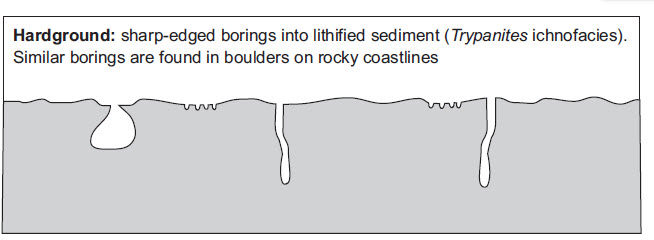 Hardground: sharp-edged borings into lithified sediment (Trypanites ichnofacies).
Similar borings are found in boulders on rocky coastlines